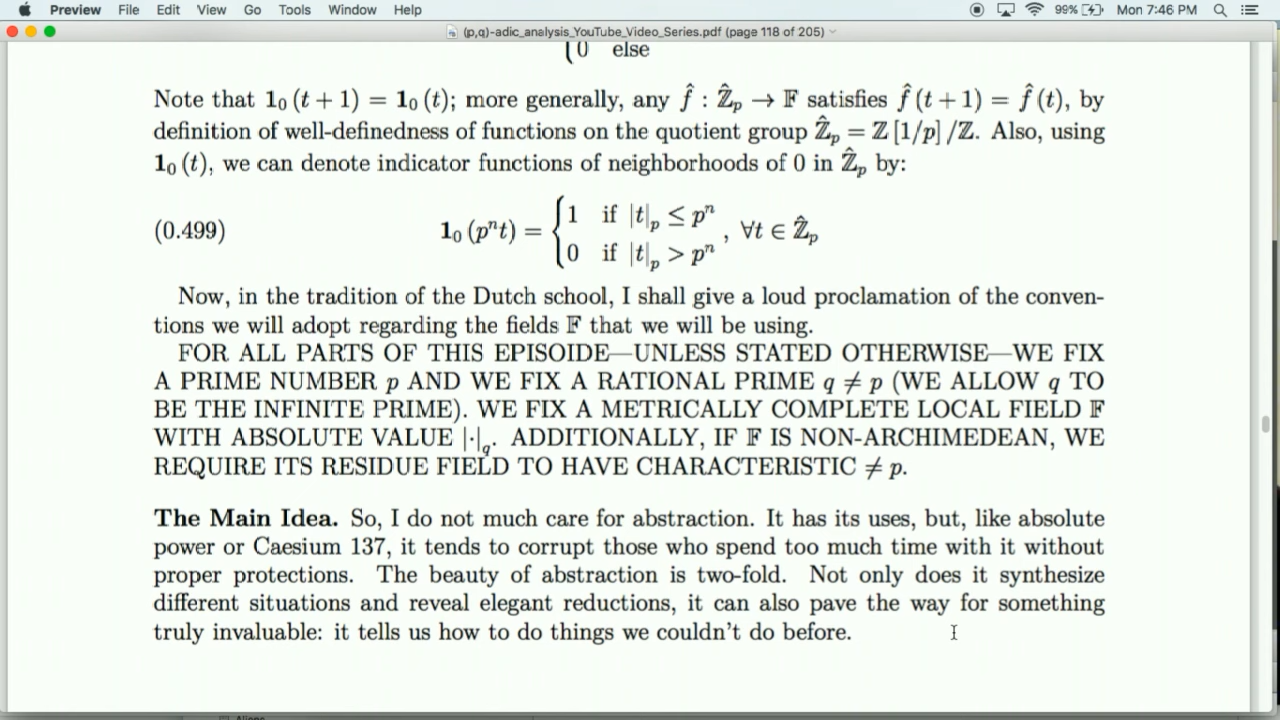 Preview File Edit View Go Tools Window Help 99% Mon 7:46 PM
(p,q)-adic_analysis_YouTube_Video_Series.pdf (page 118 of 205)
0 else
Note that 𝟏₀ (t + 1) = 𝟏₀ (t); more generally, any f̂ : ℤ̂ₚ → 𝔽 satisfies f̂ (t + 1) = f̂ (t), by
definition of well-definedness of functions on the quotient group ℤ̂ₚ = ℤ [1/p] /ℤ. Also, using
𝟏₀ (t), we can denote indicator functions of neighborhoods of 0 in ℤ̂ₚ by:
(0.499) 𝟏₀ (pⁿt) = { 1 if |t|ₚ ≤ pⁿ
0 if |t|ₚ > pⁿ , ∀t ∈ ℤ̂ₚ
Now, in the tradition of the Dutch school, I shall give a loud proclamation of the conven-
tions we will adopt regarding the fields 𝔽 that we will be using.
FOR ALL PARTS OF THIS EPISOIDE—UNLESS STATED OTHERWISE—WE FIX
A PRIME NUMBER p AND WE FIX A RATIONAL PRIME q ≠ p (WE ALLOW q TO
BE THE INFINITE PRIME). WE FIX A METRICALLY COMPLETE LOCAL FIELD 𝔽
WITH ABSOLUTE VALUE |·|_q. ADDITIONALLY, IF 𝔽 IS NON-ARCHIMEDEAN, WE
REQUIRE ITS RESIDUE FIELD TO HAVE CHARACTERISTIC ≠ p.
The Main Idea. So, I do not much care for abstraction. It has its uses, but, like absolute
power or Caesium 137, it tends to corrupt those who spend too much time with it without
proper protections. The beauty of abstraction is two-fold. Not only does it synthesize
different situations and reveal elegant reductions, it can also pave the way for something
truly invaluable: it tells us how to do things we couldn't do before.